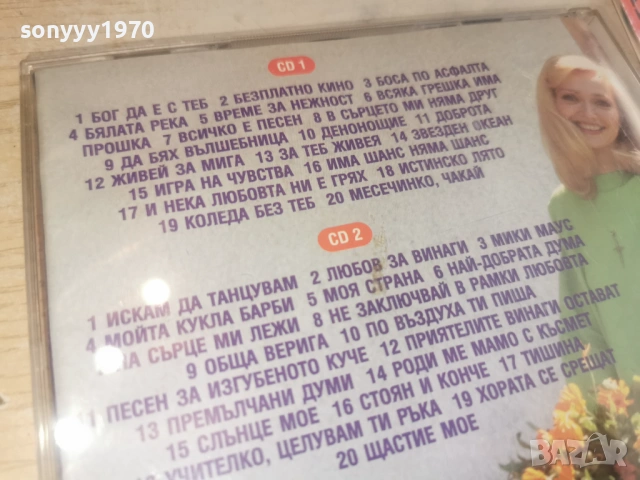 sonyyy1970
CD 1
1 БОГ ДА Е С ТЕБ 2 БЕЗПЛАТНО КИНО 3 БОСА ПО АСФАЛТА
4 БЯЛАТА РЕКА 5 ВРЕМЕ ЗА НЕЖНОСТ 6 ВСЯКА ГРЕШКА ИМА
ПРОШКА 7 ВСИЧКО Е ПЕСЕН 8 В СЪРЦЕТО МИ НЯМА ДРУГ
9 ДА БЯХ ВЪЛШЕБНИЦА 10 ДЕНОНОЩИЕ 11 ДОБРОТА
12 ЖИВЕЙ ЗА МИГА 13 ЗА ТЕБ ЖИВЕЯ 14 ЗВЕЗДЕН ОКЕАН
15 ИГРА НА ЧУВСТВА 16 ИМА ШАНС НЯМА ШАНС
17 И НЕКА ЛЮБОВТА НИ Е ГРЯХ 18 ИСТИНСКО ЛЯТО
19 КОЛЕДА БЕЗ ТЕБ 20 МЕСЕЧИНКО, ЧАКАЙ
CD 2
1 ИСКАМ ДА ТАНЦУВАМ 2 ЛЮБОВ ЗА ВИНАГИ 3 МИКИ МАУС
4 МОЙТА КУКЛА БАРБИ 5 МОЯ СТРАНА 6 НАЙ-ДОБРАТА ДУМА
НА СЪРЦЕ МИ ЛЕЖИ 8 НЕ ЗАКЛЮЧВАЙ В РАМКИ ЛЮБОВТА
9 ОБЩА ВЕРИГА 10 ПО ВЪЗДУХА ТИ ПИША
11 ПЕСЕН ЗА ИЗГУБЕНОТО КУЧЕ 12 ПРИЯТЕЛИТЕ ВИНАГИ ОСТАВАТ
13 ПРЕМЪЛЧАНИ ДУМИ 14 РОДИ МЕ МАМО С КЪСМЕТ
15 СЛЪНЦЕ МОЕ 16 СТОЯН И КОНЧЕ 17 ТИШИНА
УЧИТЕЛКО, ЦЕЛУВАМ ТИ РЪКА 19 ХОРАТА СЕ СРЕЩАТ
20 ЩАСТИЕ МОЕ
BAZAR